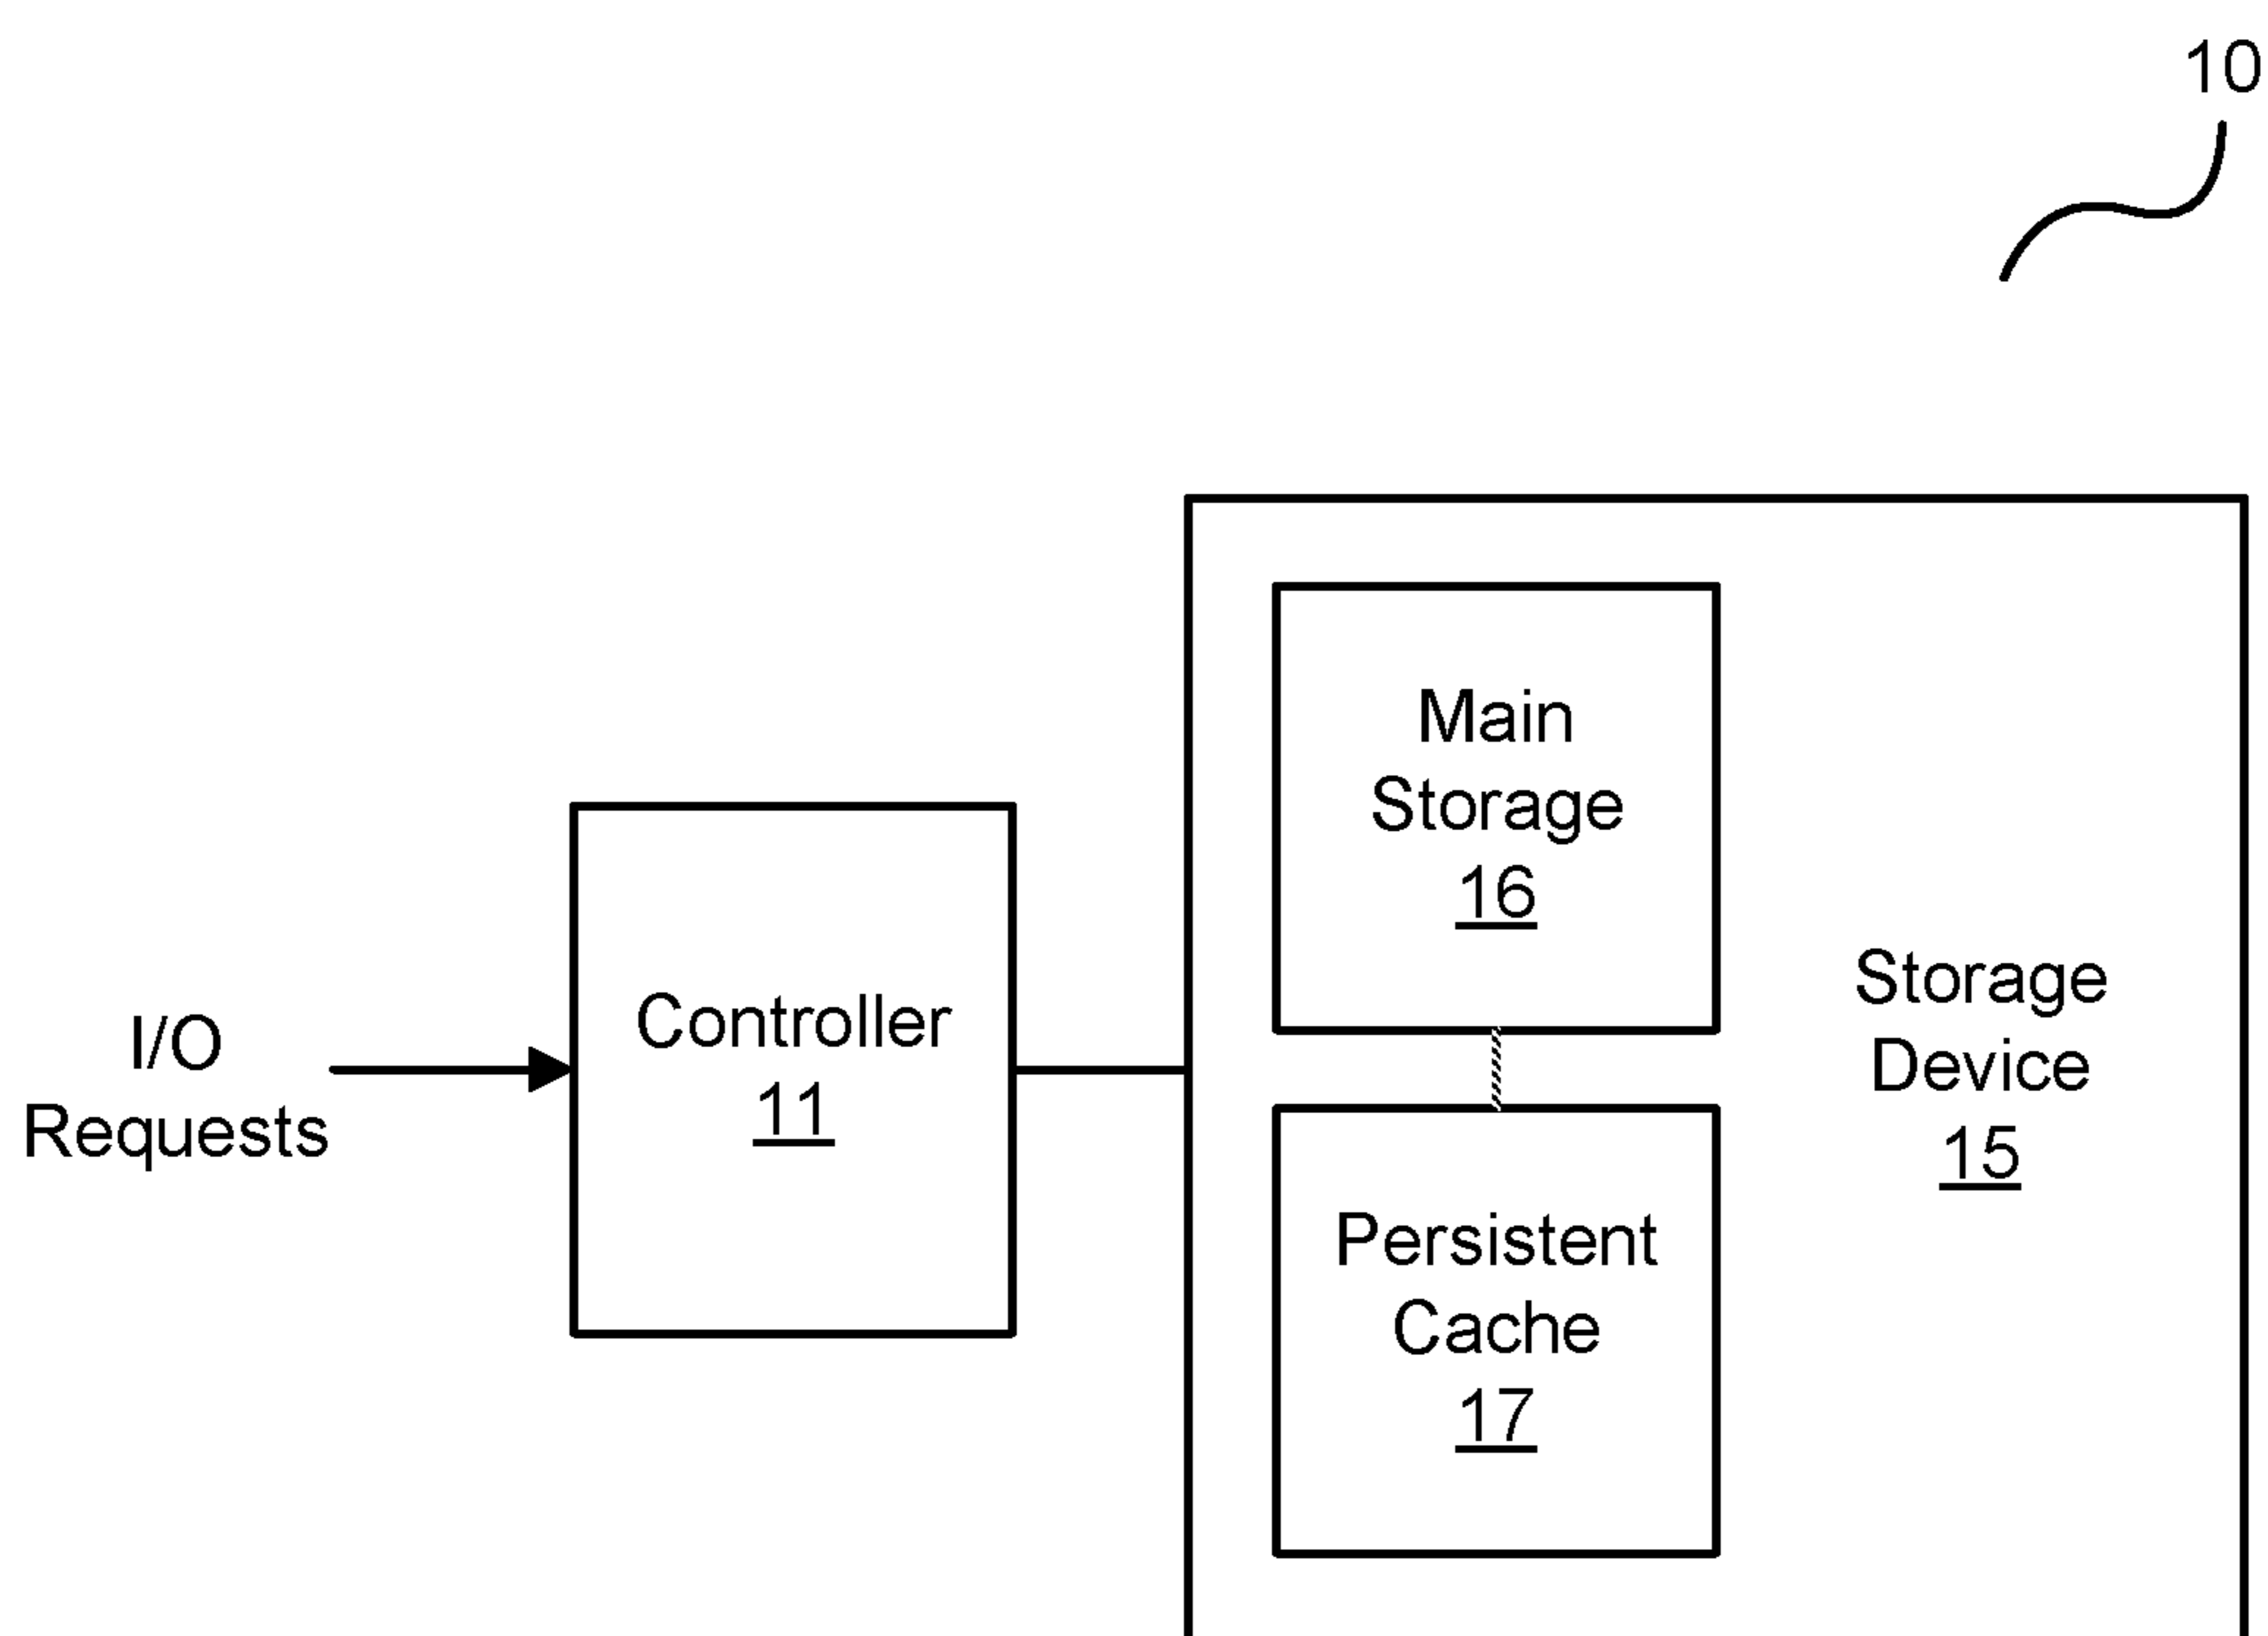 10
I/O
Requests
Controller
11
Main
Storage
16
Persistent
Cache
17
Storage
Device
15